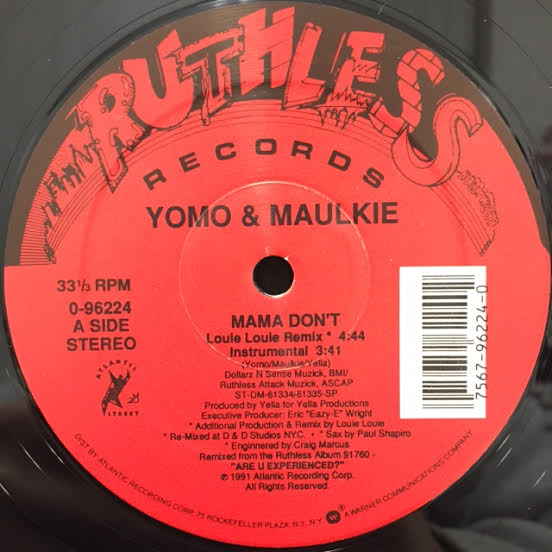 RUTHLESS
RECORDS
YOMO & MAULKIE
33 1/3 RPM
0-96224
A SIDE
STEREO
ATLANTIC
STREET
7567-96224-0
MAMA DON'T
Louie Louie Remix * 4:44
Instrumental 3:41
(Yomo/Maulkie/Yella)
Dollarz N Sense Muzick, BMI/
Ruthless Attack Muzick, ASCAP
ST-DM-61334/61335-SP
Produced by Yella for Yella Productions
Executive Producer: Eric "Eazy-E" Wright
* Additional Production & Remix by Louie Louie
* Re-Mixed at D & D Studios NYC. • * Sax by Paul Shapiro
* Enginnered by Craig Marcus
Remixed from the Ruthless Album 91760 -
"ARE U EXPERIENCED?"
℗ 1991 Atlantic Recording Corp.
All Rights Reserved.
DIST BY ATLANTIC RECORDING CORP. 75 ROCKEFELLER PLAZA, N.Y., N.Y. A WARNER COMMUNICATIONS COMPANY